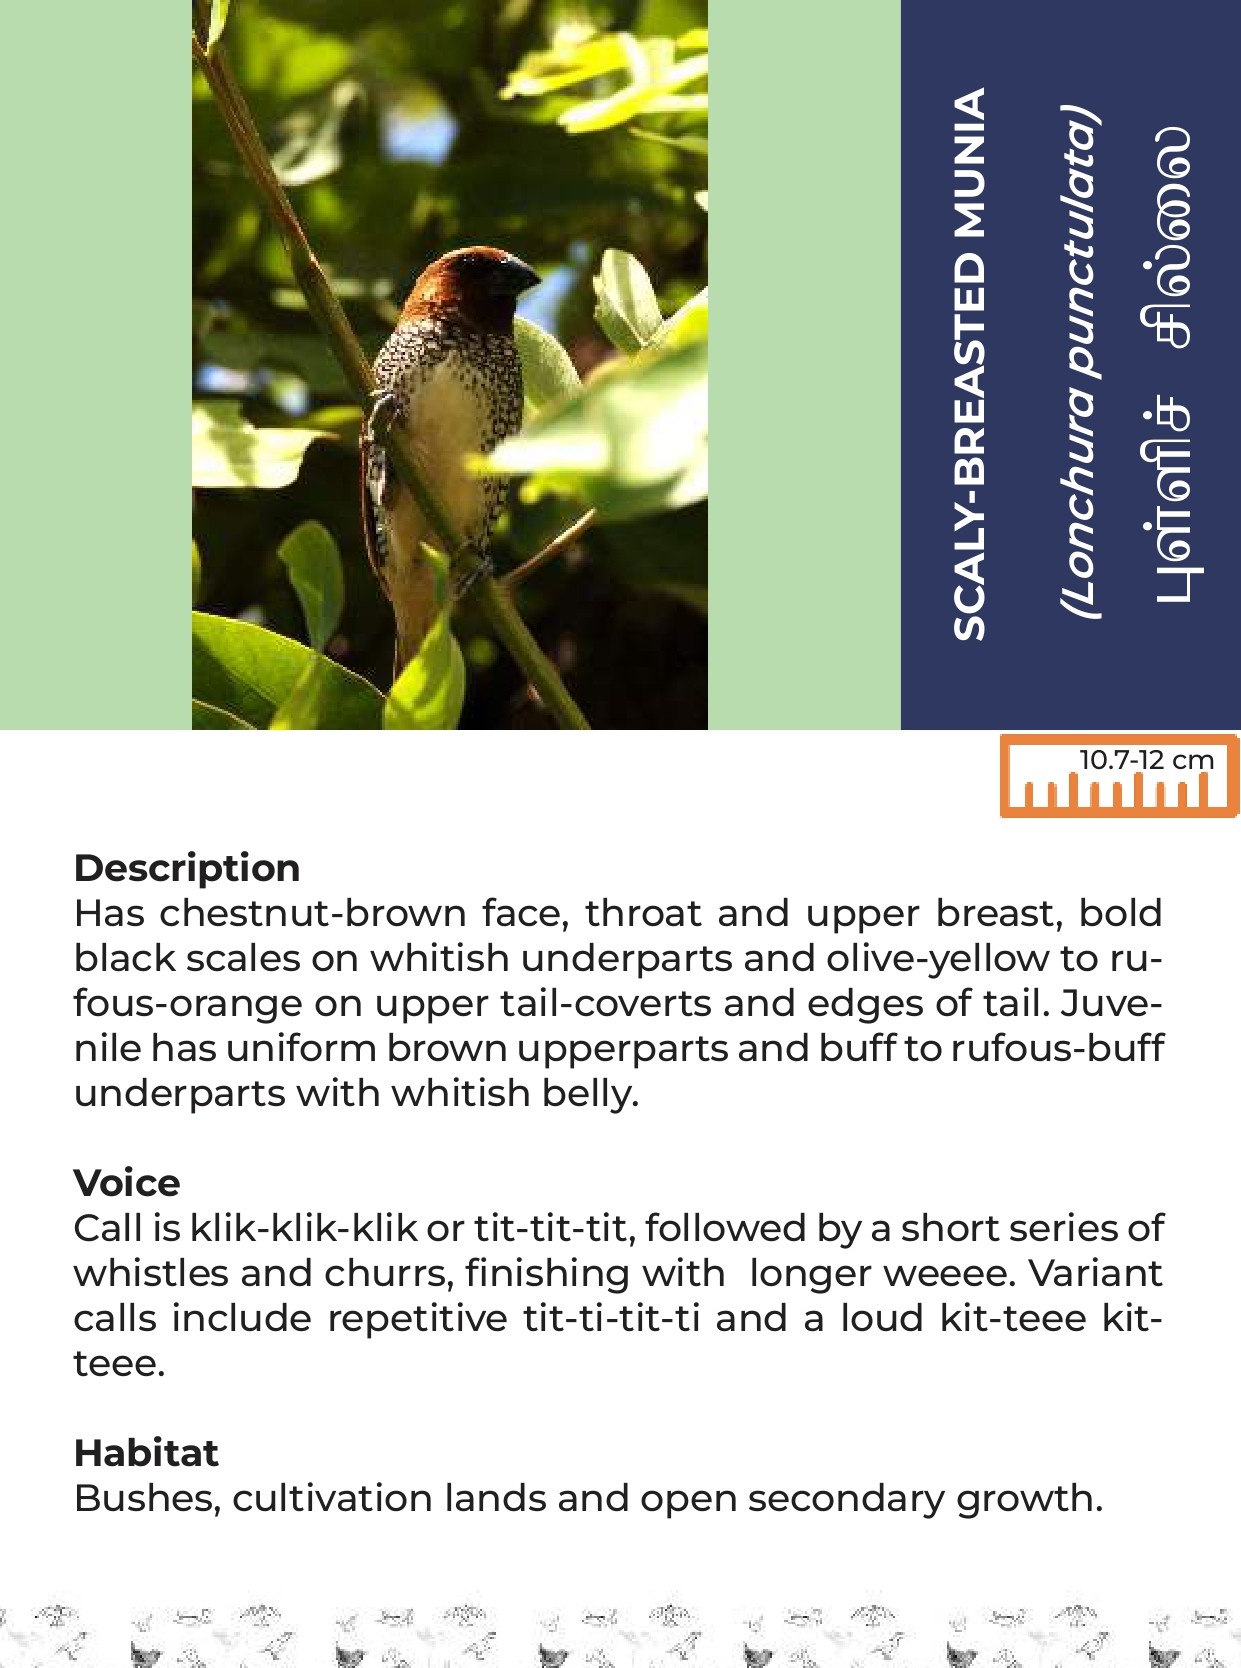 SCALY-BREASTED MUNIA
(Lonchura punctulata)
புள்ளிச் சில்லை
10.7-12 cm
Description
Has chestnut-brown face, throat and upper breast, bold
black scales on whitish underparts and olive-yellow to ru-
fous-orange on upper tail-coverts and edges of tail. Juve-
nile has uniform brown upperparts and buff to rufous-buff
underparts with whitish belly.
Voice
Call is klik-klik-klik or tit-tit-tit, followed by a short series of
whistles and churrs, finishing with  longer weeee. Variant
calls include repetitive tit-ti-tit-ti and a loud kit-teee kit-
teee.
Habitat
Bushes, cultivation lands and open secondary growth.